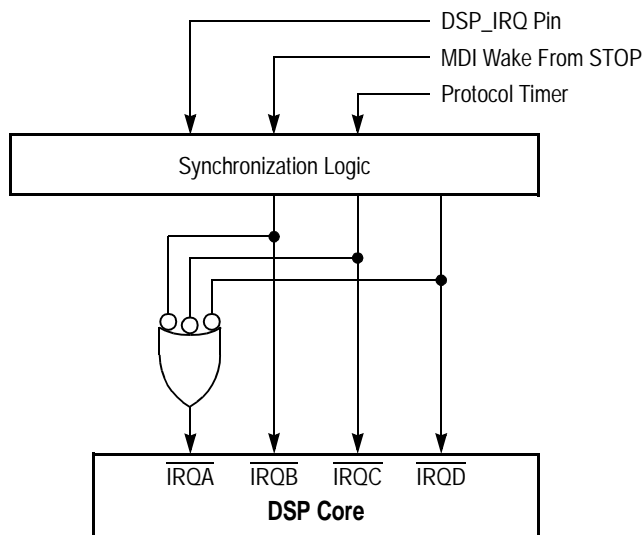 DSP_IRQ Pin
MDI Wake From STOP
Protocol Timer
Synchronization Logic
IRQA IRQB IRQC IRQD
DSP Core